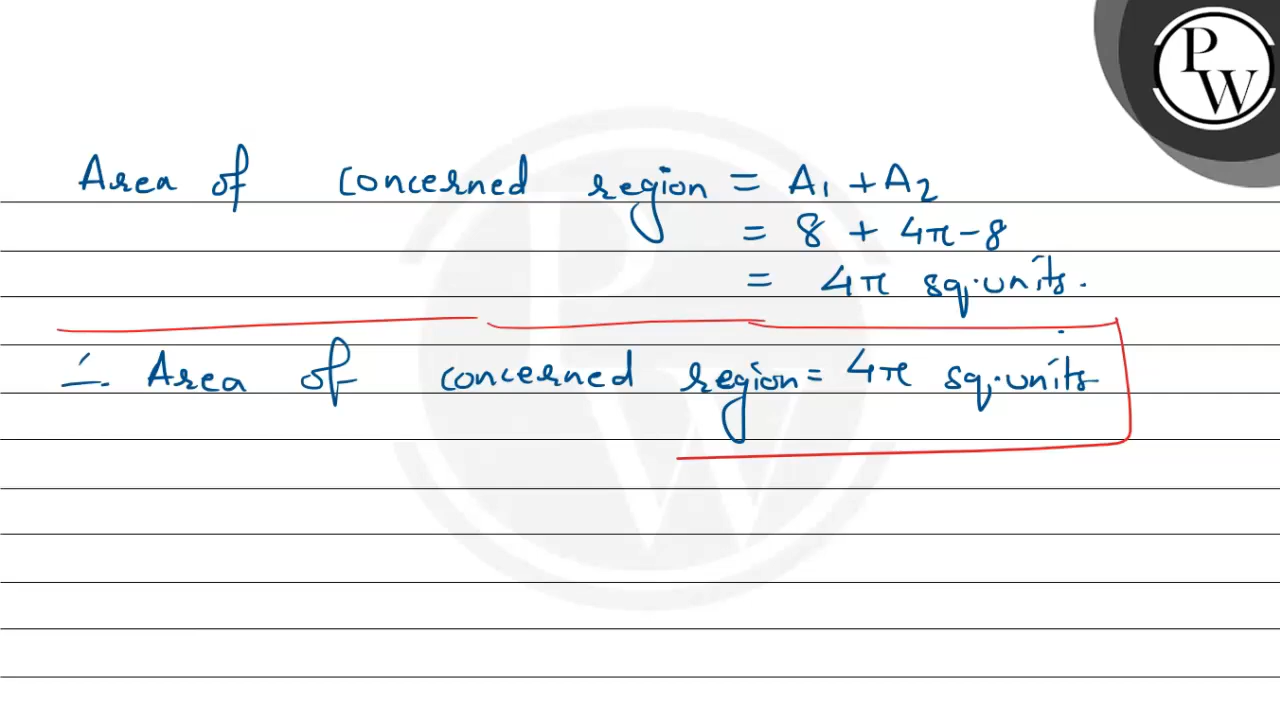 PW
Area of concerned region = A₁ + A₂
= 8 + 4π - 8
= 4π sq. units.
∴ Area of concerned region = 4π sq. units